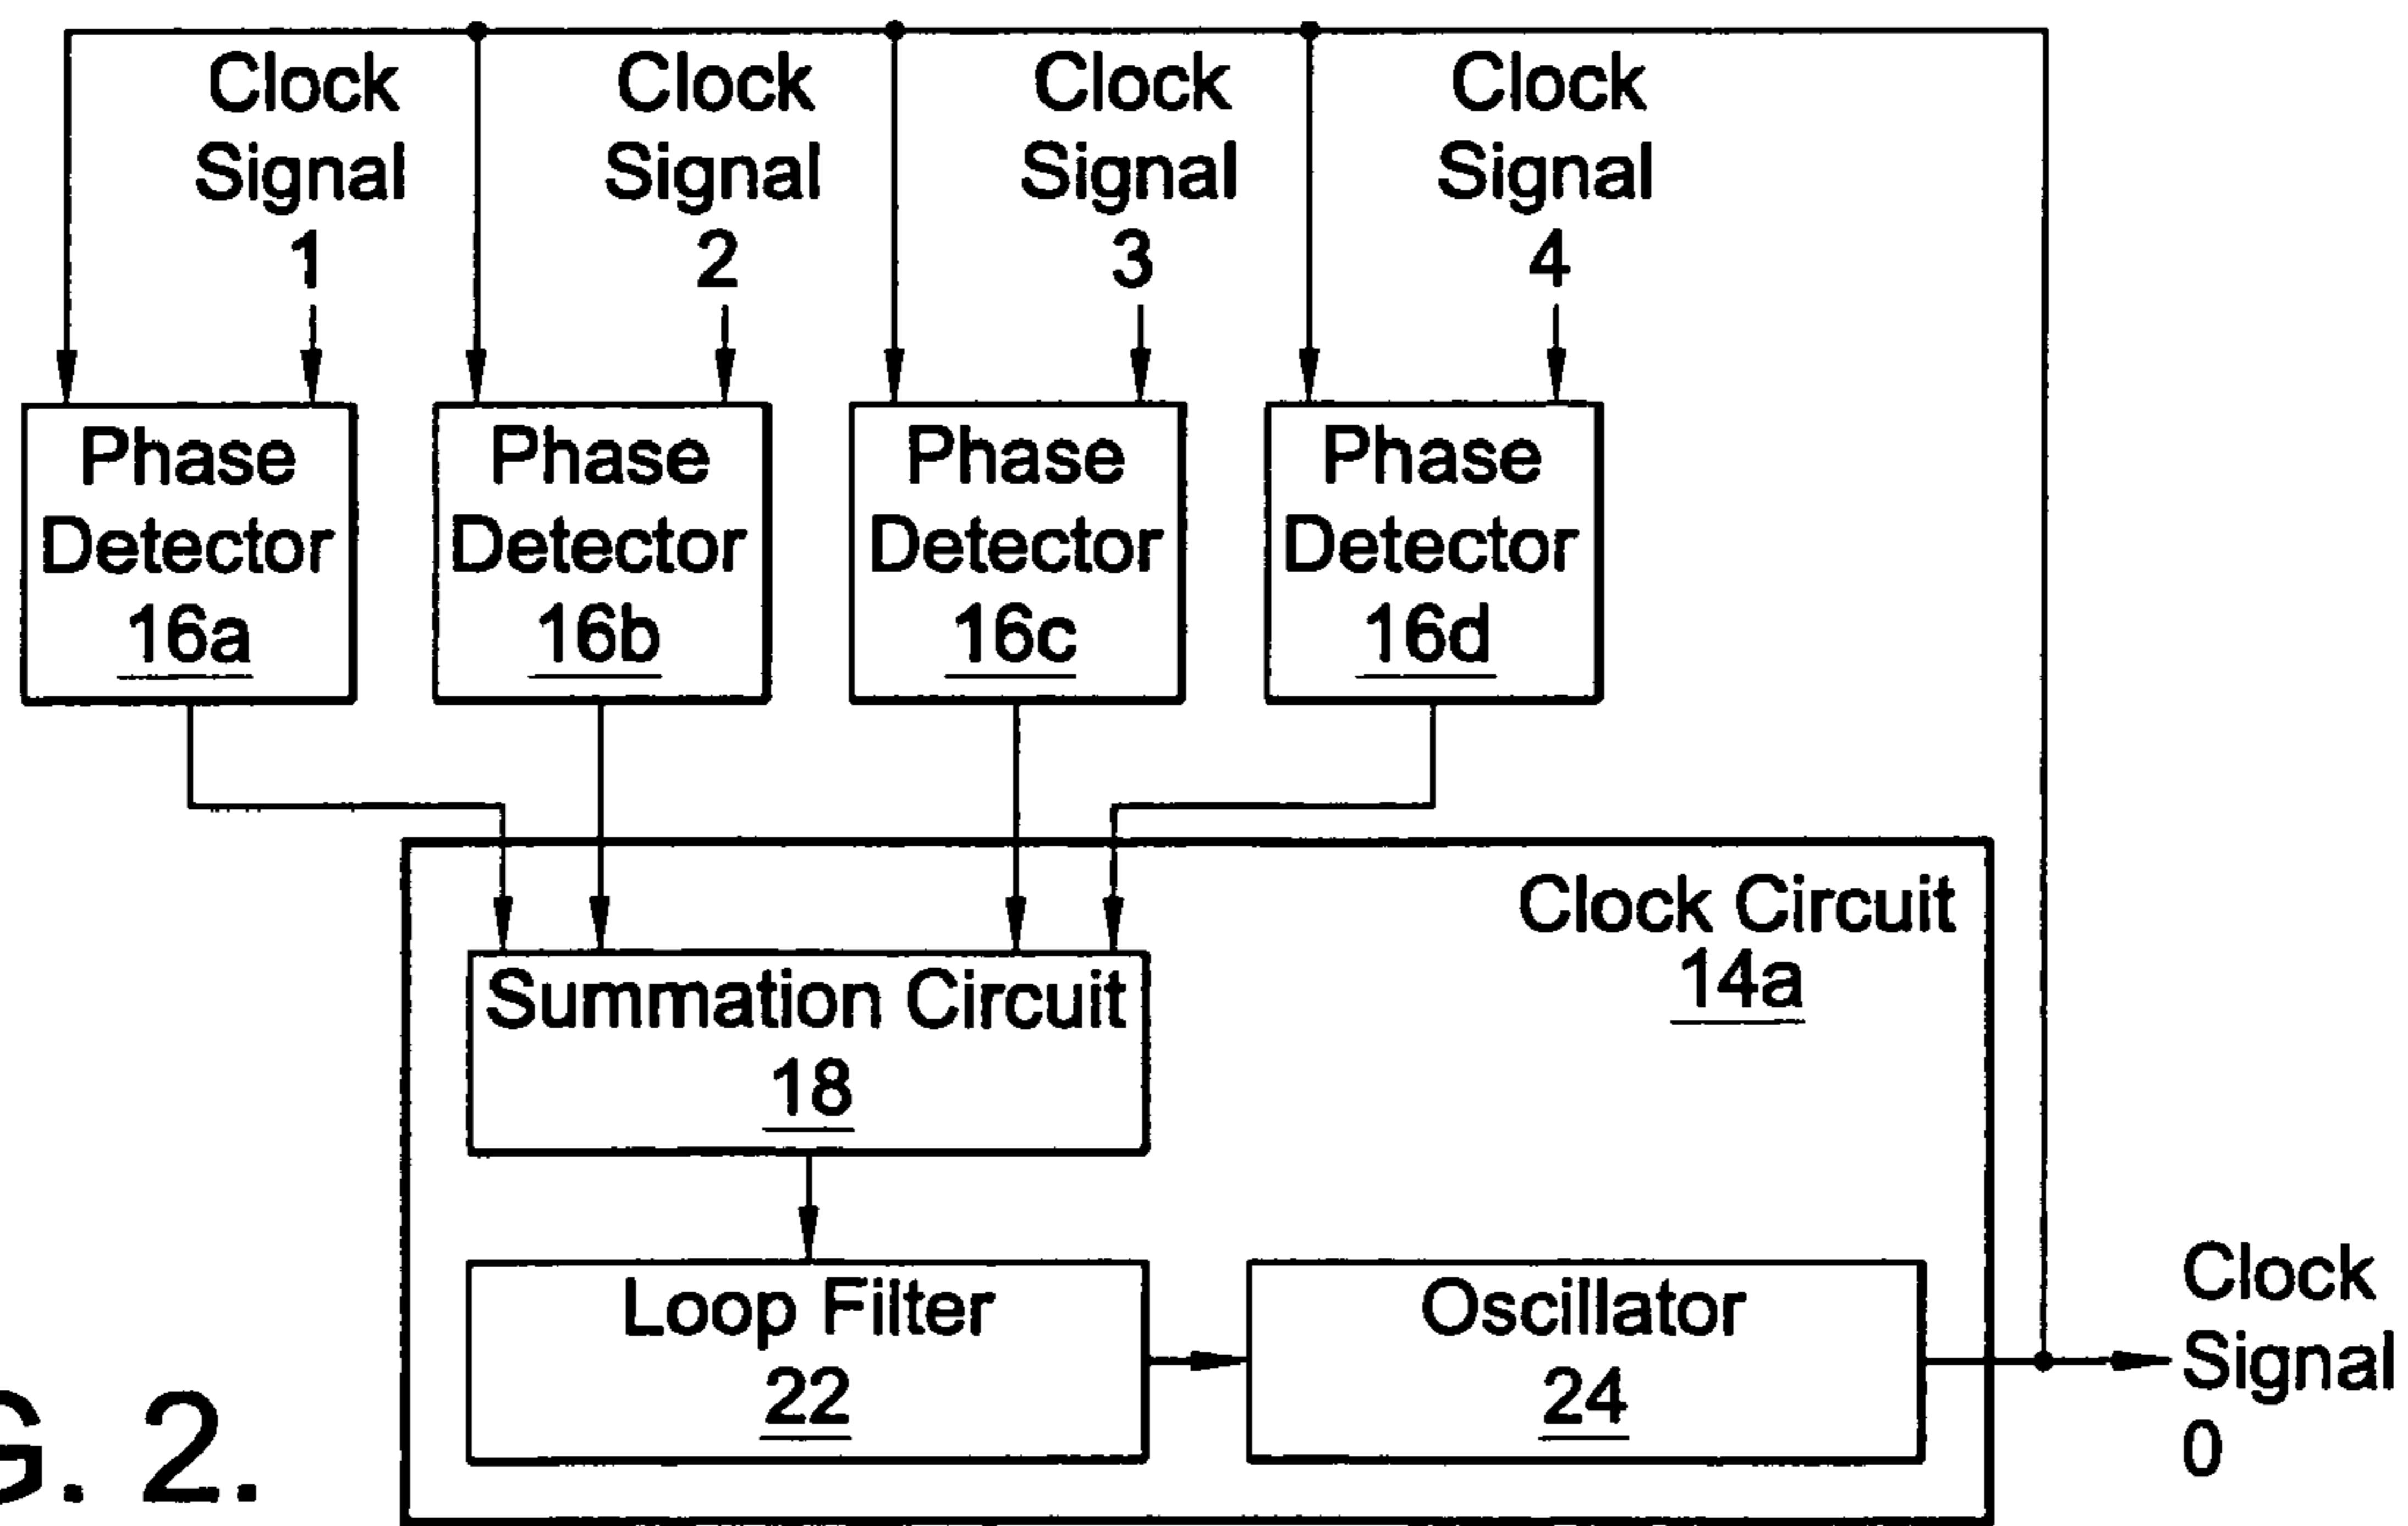 Clock
Signal
1
Clock
Signal
2
Clock
Signal
3
Clock
Signal
4
Phase
Detector
16a
Phase
Detector
16b
Phase
Detector
16c
Phase
Detector
16d
Clock Circuit
14a
Summation Circuit
18
Loop Filter
22
Oscillator
24
Clock
Signal
0
G. 2.